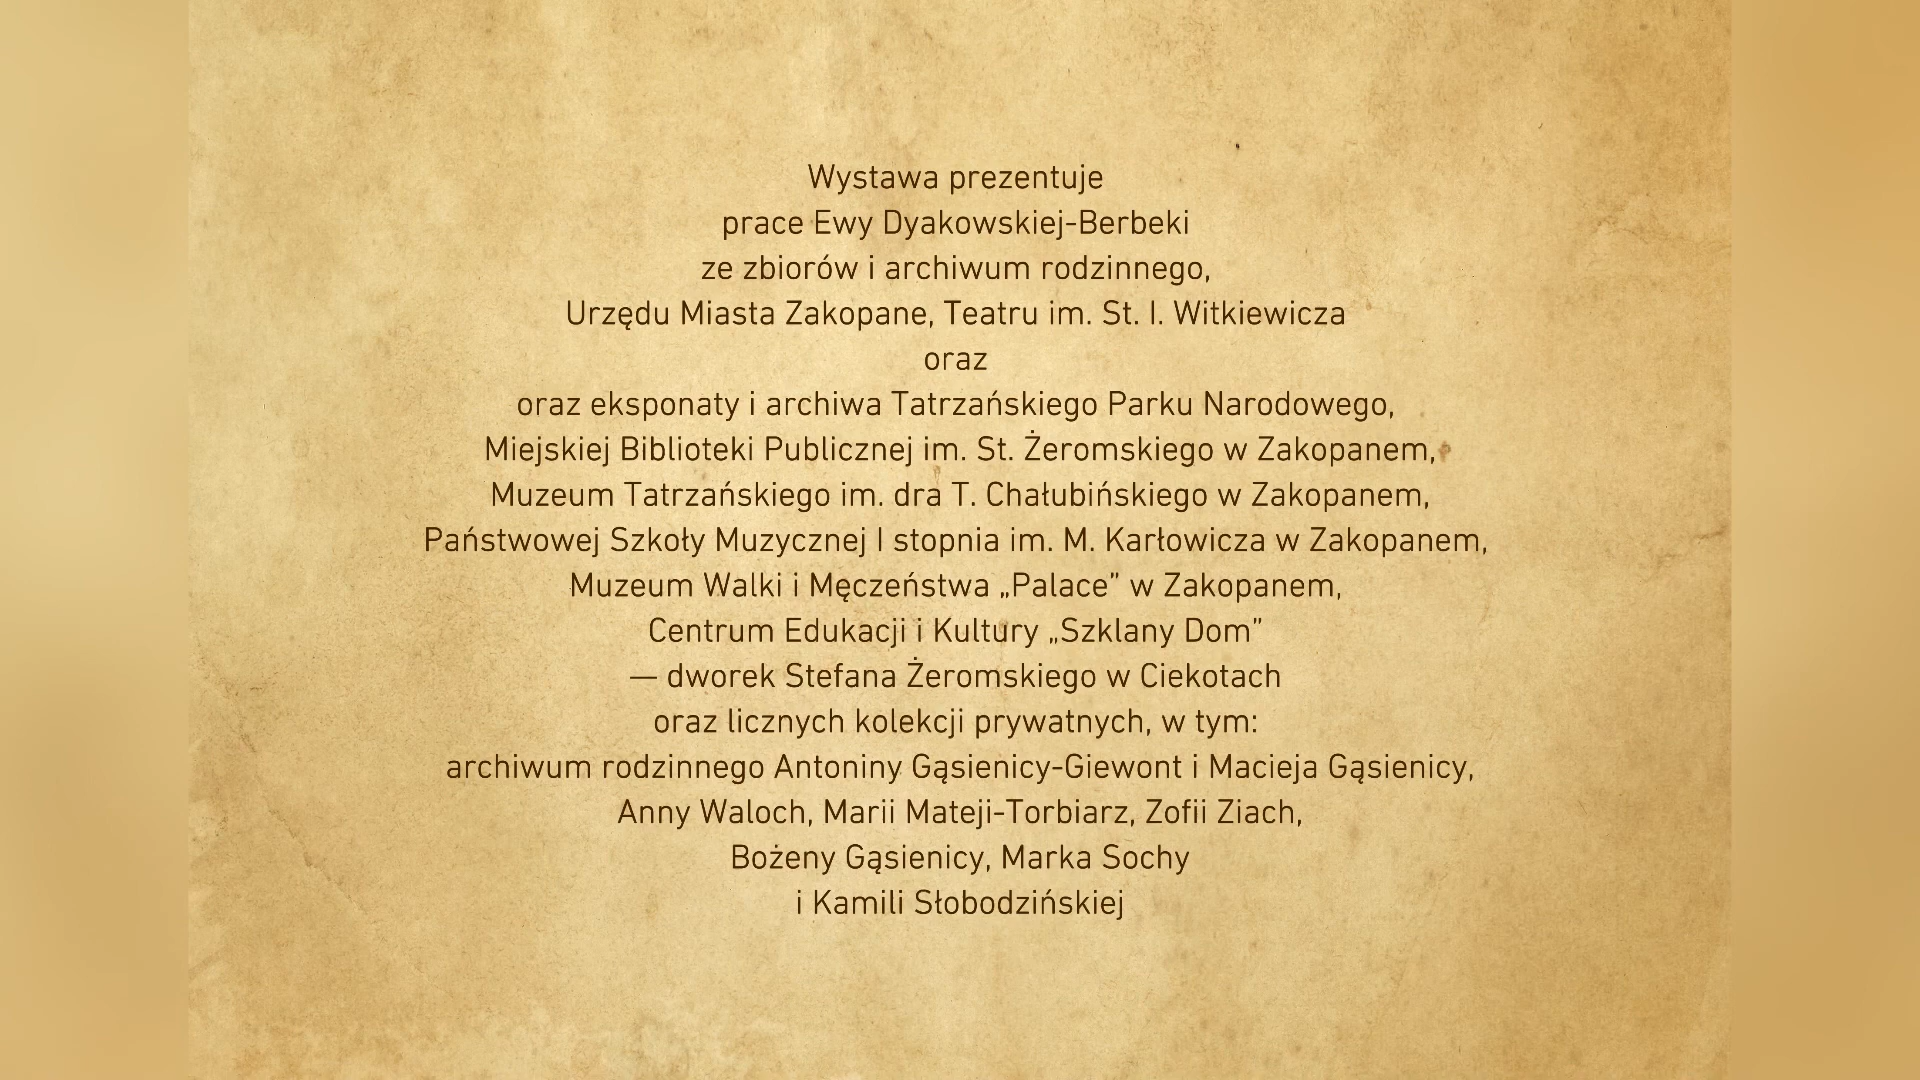 Wystawa prezentuje
prace Ewy Dyakowskiej-Berbeki
ze zbiorów i archiwum rodzinnego,
Urzędu Miasta Zakopane, Teatru im. St. I. Witkiewicza
oraz
oraz eksponaty i archiwa Tatrzańskiego Parku Narodowego,
Miejskiej Biblioteki Publicznej im. St. Żeromskiego w Zakopanem,
Muzeum Tatrzańskiego im. dra T. Chałubińskiego w Zakopanem,
Państwowej Szkoły Muzycznej I stopnia im. M. Karłowicza w Zakopanem,
Muzeum Walki i Męczeństwa „Palace” w Zakopanem,
Centrum Edukacji i Kultury „Szklany Dom”
— dworek Stefana Żeromskiego w Ciekotach
oraz licznych kolekcji prywatnych, w tym:
archiwum rodzinnego Antoniny Gąsienicy-Giewont i Macieja Gąsienicy,
Anny Waloch, Marii Mateji-Torbiarz, Zofii Ziach,
Bożeny Gąsienicy, Marka Sochy
i Kamili Słobodzińskiej